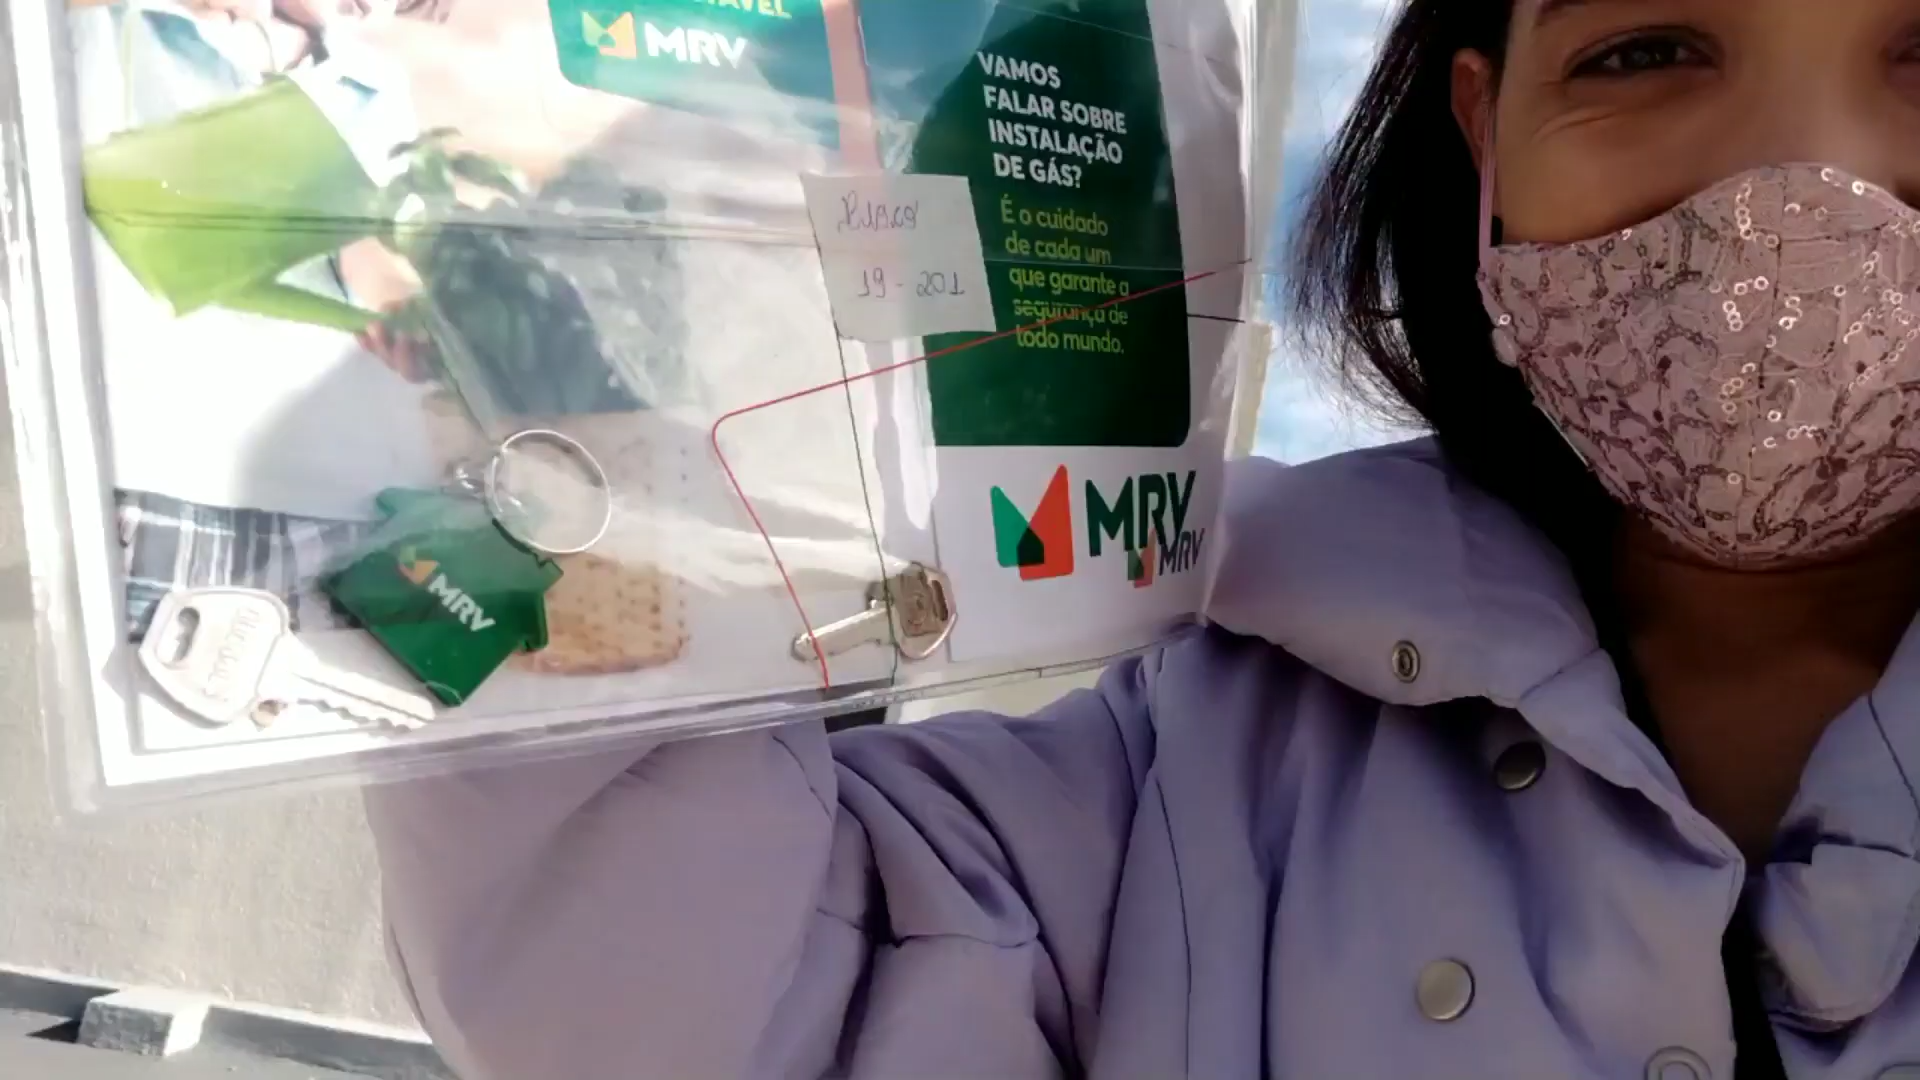 MRV
VAMOS
FALAR SOBRE
INSTALAÇÃO
DE GÁS?
É o cuidado
de cada um
que garante a
segurança de
todo mundo.
19 - 201
MRV
MRV
MRV